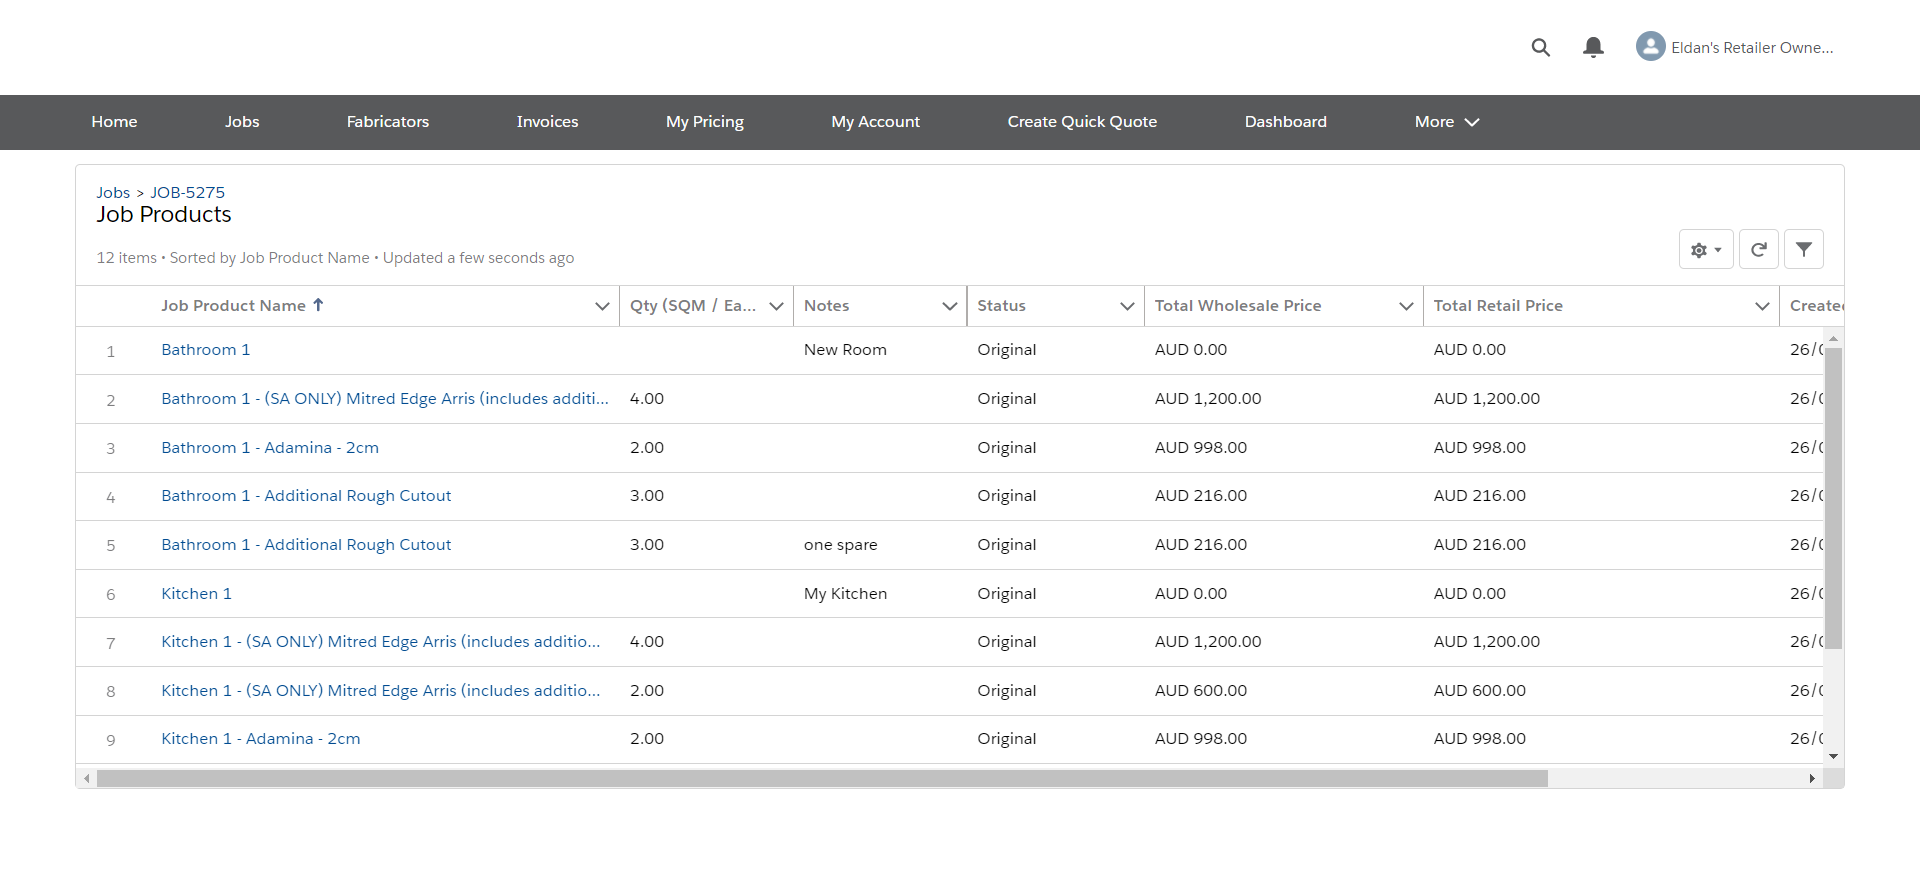 Eldan's Retailer Owne...
Home Jobs Fabricators Invoices My Pricing My Account Create Quick Quote Dashboard More
Jobs > JOB-5275
Job Products
12 items • Sorted by Job Product Name • Updated a few seconds ago
Job Product Name Qty (SQM / Ea... Notes Status Total Wholesale Price Total Retail Price Created
1 Bathroom 1 New Room Original AUD 0.00 AUD 0.00 26/0
2 Bathroom 1 - (SA ONLY) Mitred Edge Arris (includes additi... 4.00 Original AUD 1,200.00 AUD 1,200.00 26/0
3 Bathroom 1 - Adamina - 2cm 2.00 Original AUD 998.00 AUD 998.00 26/0
4 Bathroom 1 - Additional Rough Cutout 3.00 Original AUD 216.00 AUD 216.00 26/0
5 Bathroom 1 - Additional Rough Cutout 3.00 one spare Original AUD 216.00 AUD 216.00 26/0
6 Kitchen 1 My Kitchen Original AUD 0.00 AUD 0.00 26/0
7 Kitchen 1 - (SA ONLY) Mitred Edge Arris (includes additio... 4.00 Original AUD 1,200.00 AUD 1,200.00 26/0
8 Kitchen 1 - (SA ONLY) Mitred Edge Arris (includes additio... 2.00 Original AUD 600.00 AUD 600.00 26/0
9 Kitchen 1 - Adamina - 2cm 2.00 Original AUD 998.00 AUD 998.00 26/0